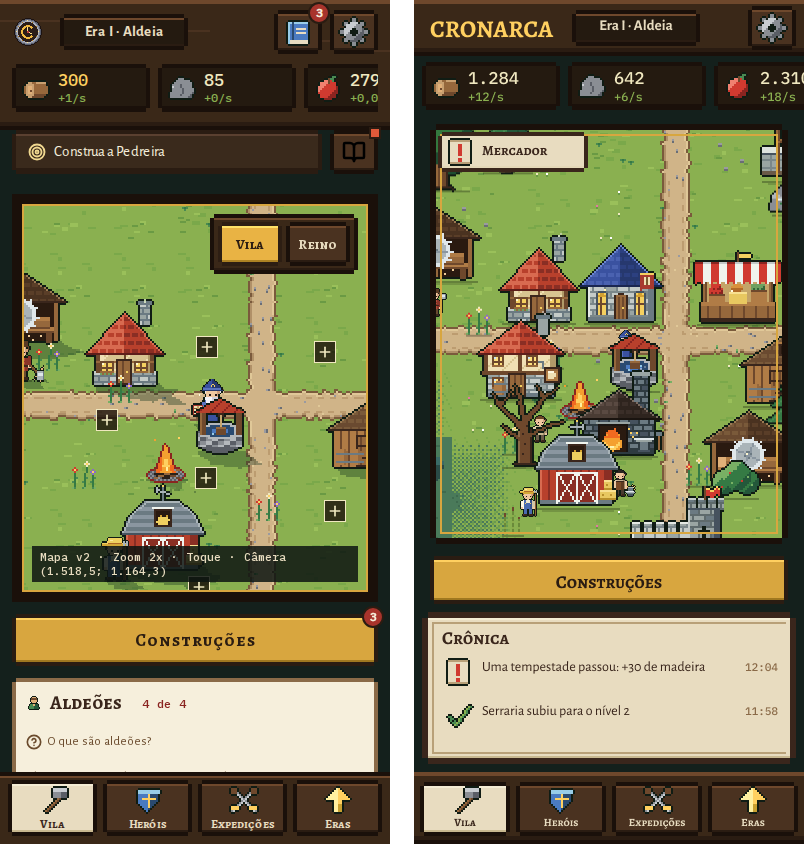 3
Era I · Aldeia
300
+1/s
85
+0/s
279
+0,0
Construa a Pedreira
Vila
Reino
Mapa v2 · Zoom 2x · Toque · Câmera
(1.518,5; 1.164,3)
3
Construções
Aldeões 4 de 4
? O que são aldeões?
Vila
Heróis
Expedições
Eras
CRONARCA
Era I · Aldeia
1.284
+12/s
642
+6/s
2.310
+18/s
Mercador
Construções
Crônica
Uma tempestade passou: +30 de madeira 12:04
Serraria subiu para o nível 2 11:58
Vila
Heróis
Expedições
Eras